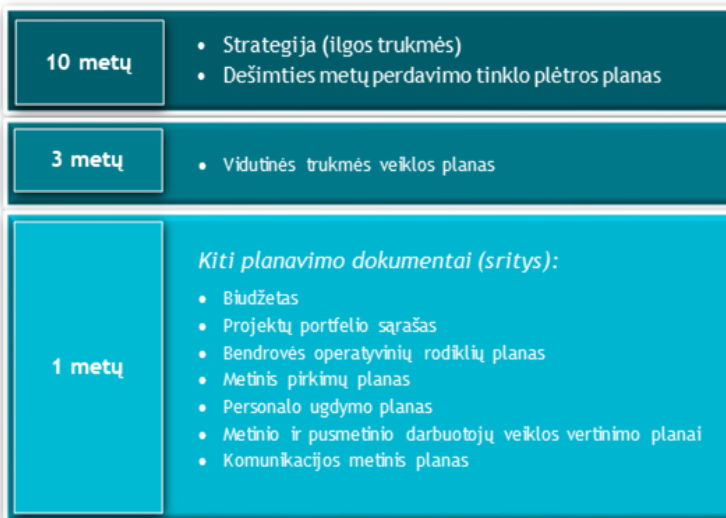 10 metų
• Strategija (ilgos trukmės)
• Dešimties metų perdavimo tinklo plėtros planas
3 metų
• Vidutinės trukmės veiklos planas
1 metų
Kiti planavimo dokumentai (sritys):
• Biudžetas
• Projektų portfelio sąrašas
• Bendrovės operatyvinių rodiklių planas
• Metinis pirkimų planas
• Personalo ugdymo planas
• Metinio ir pusmetinio darbuotojų veiklos vertinimo planai
• Komunikacijos metinis planas